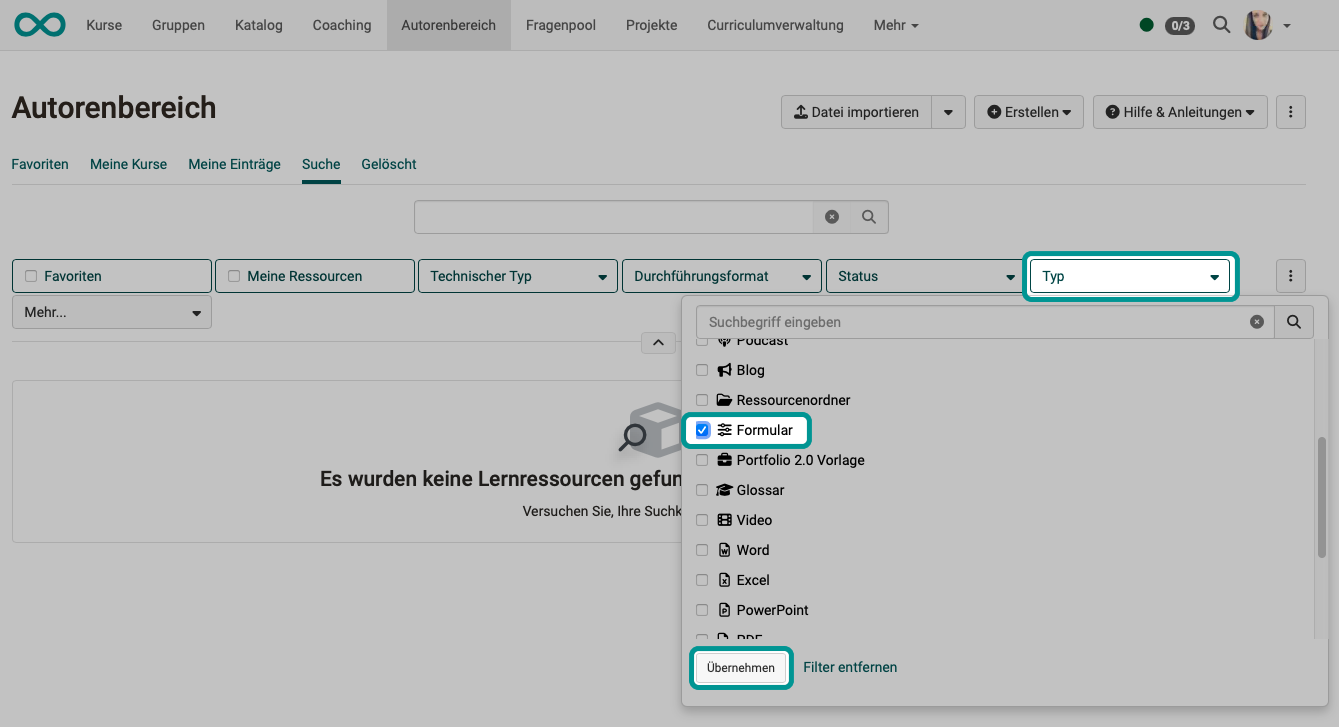 Kurse Gruppen Katalog Coaching Autorenbereich Fragenpool Projekte Curriculumverwaltung Mehr 0/3
Autorenbereich
Datei importieren Erstellen Hilfe & Anleitungen
Favoriten Meine Kurse Meine Einträge Suche Gelöscht
Favoriten Meine Ressourcen Technischer Typ Durchführungsformat Status Typ
Mehr...
Suchbegriff eingeben
Podcast
Blog
Ressourcenordner
Formular
Portfolio 2.0 Vorlage
Glossar
Video
Word
Excel
PowerPoint
PDF
Übernehmen Filter entfernen
Es wurden keine Lernressourcen gefun
Versuchen Sie, Ihre Suchk